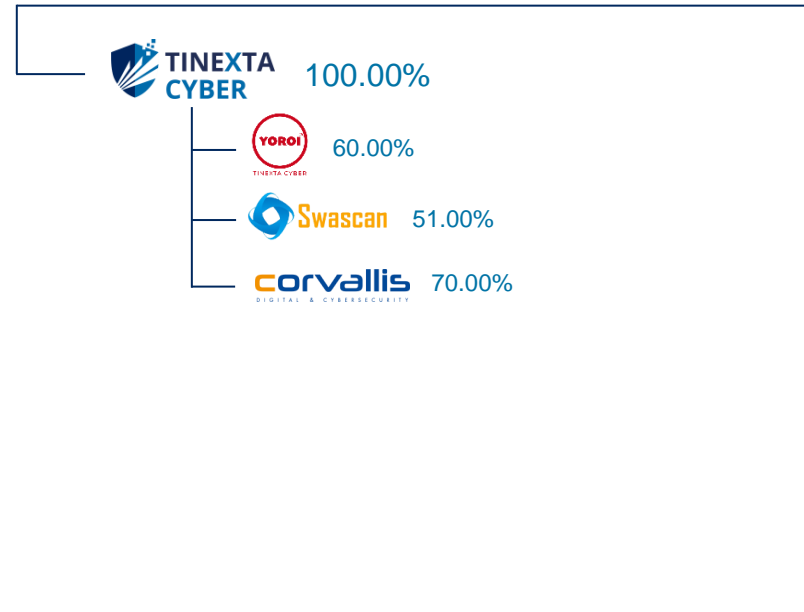 TINEXTA
CYBER
100.00%
YOROI
TINEXTA CYBER
60.00%
Swascan
51.00%
corvallis
DIGITAL & CYBERSECURITY
70.00%